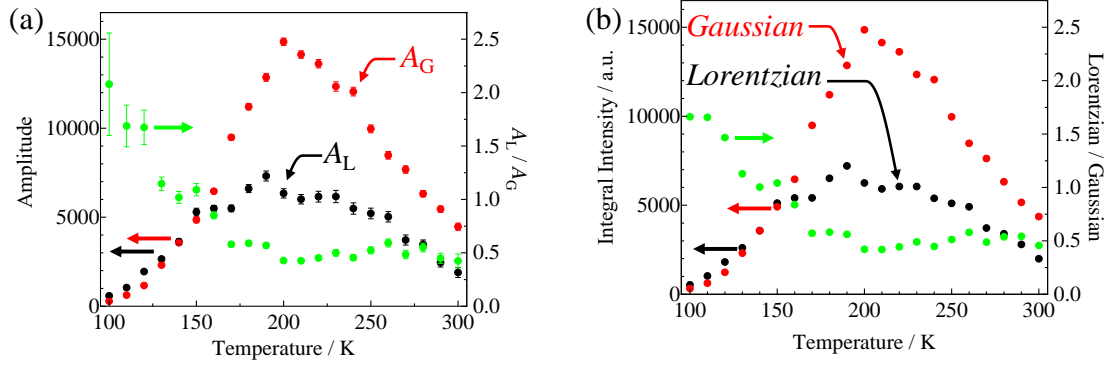 (a)
15000
10000
5000
0
Amplitude
100
150
200
250
300
Temperature / K
2.5
2.0
1.5
1.0
0.5
0.0
A_L / A_G
A_G
A_L
(b)
15000
10000
5000
0
Integral Intensity / a.u.
100
150
200
250
300
Temperature / K
2.5
2.0
1.5
1.0
0.5
0.0
Lorentzian / Gaussian
Gaussian
Lorentzian